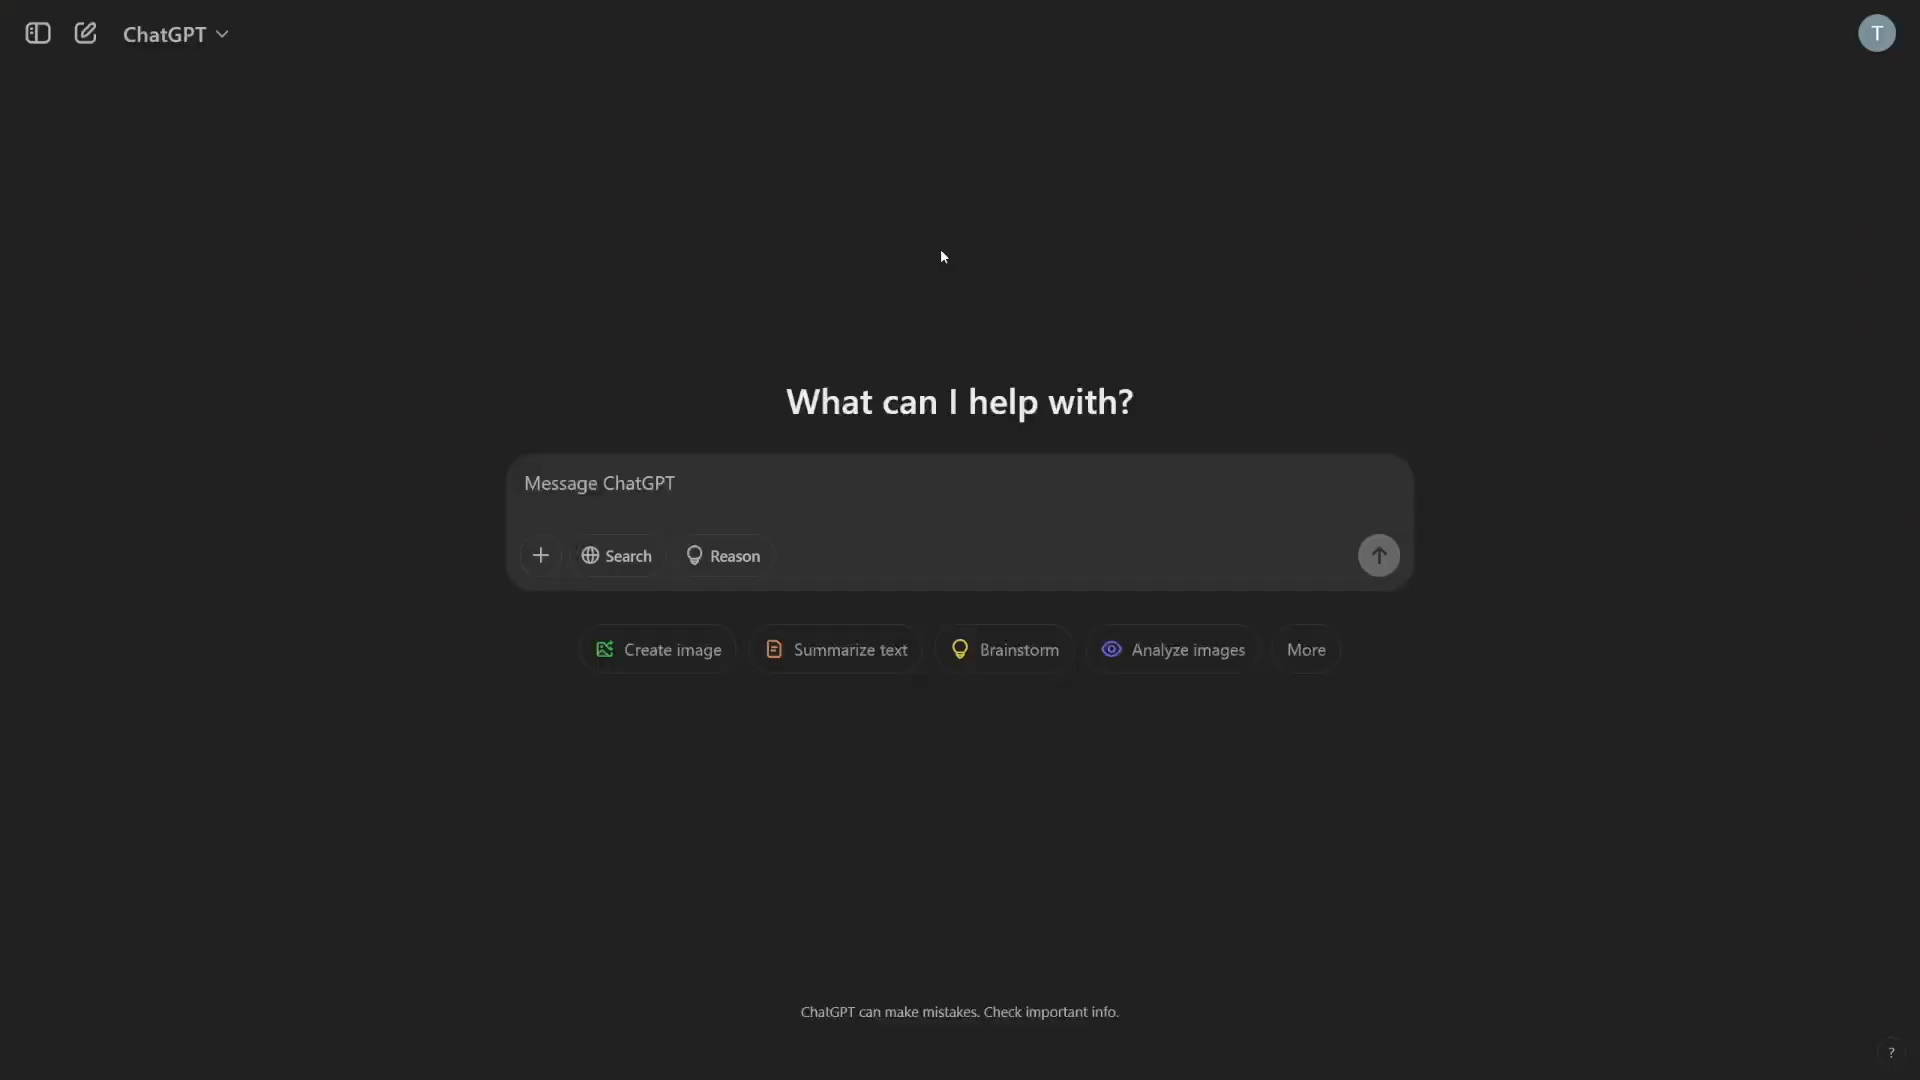 ChatGPT
T
What can I help with?
Message ChatGPT
Search
Reason
Create image
Summarize text
Brainstorm
Analyze images
More
ChatGPT can make mistakes. Check important info.
?